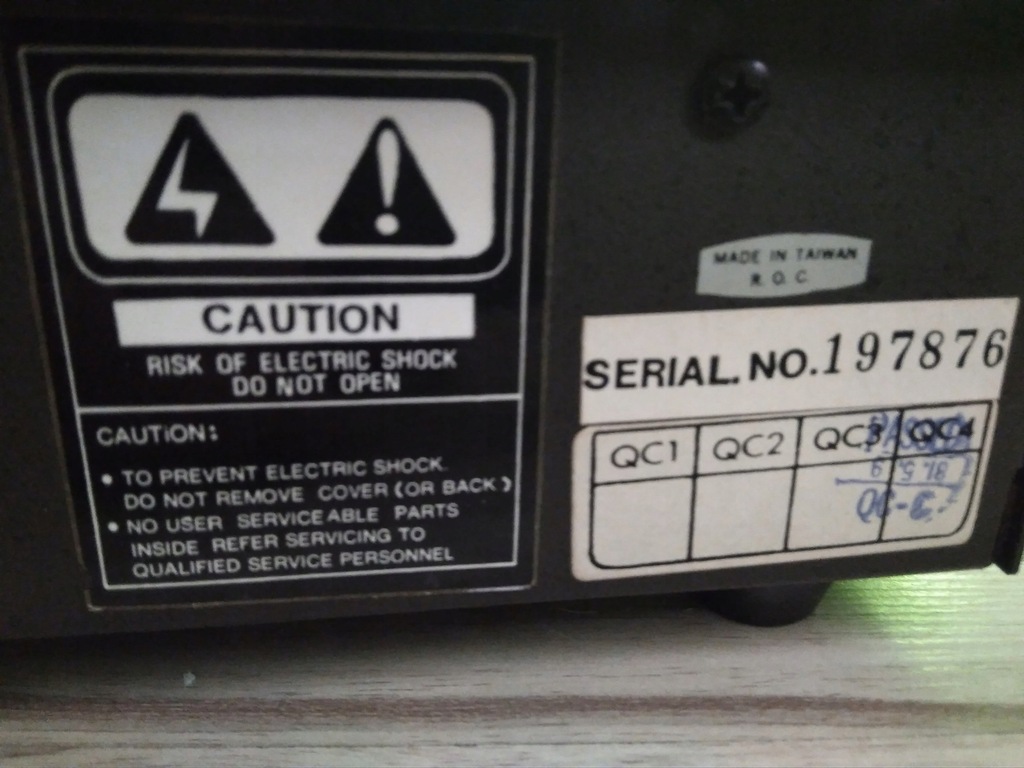 CAUTION
RISK OF ELECTRIC SHOCK
DO NOT OPEN
CAUTION:
• TO PREVENT ELECTRIC SHOCK.
DO NOT REMOVE COVER (OR BACK)
• NO USER SERVICEABLE PARTS
INSIDE REFER SERVICING TO
QUALIFIED SERVICE PERSONNEL
MADE IN TAIWAN
R. O. C.
SERIAL. NO. 197876
QC1 QC2 QC3 QC4
PASSED